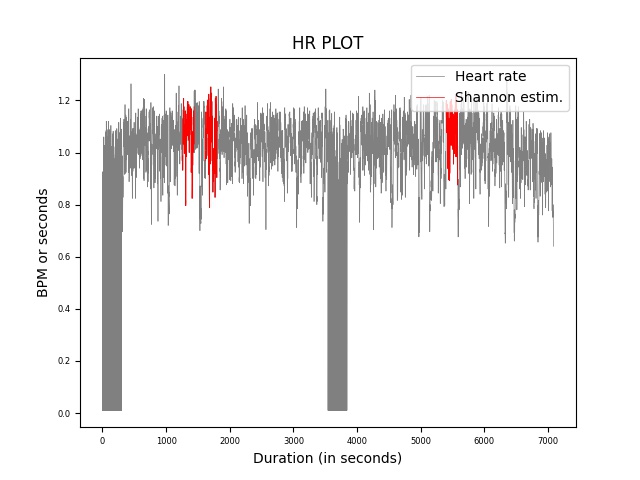 HR PLOT
Heart rate
Shannon estim.
BPM or seconds
1.2
1.0
0.8
0.6
0.4
0.2
0.0
0 1000 2000 3000 4000 5000 6000 7000
Duration (in seconds)